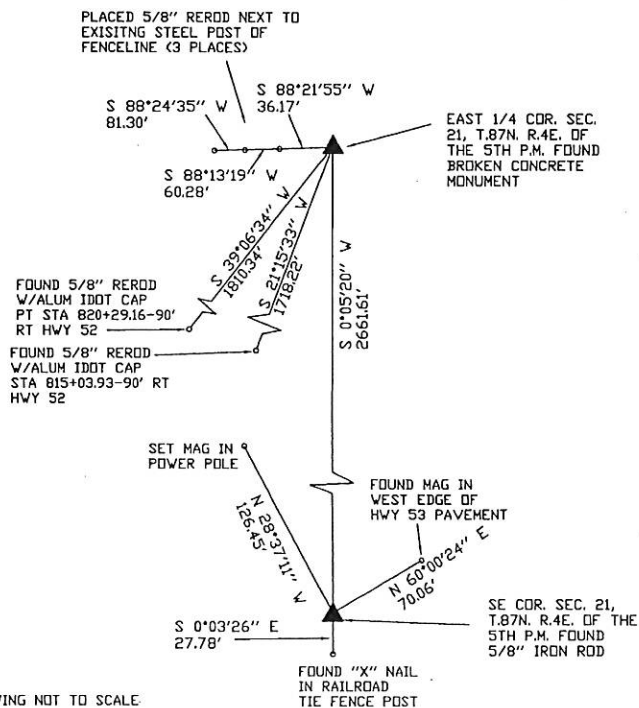 PLACED 5/8" REROD NEXT TO
EXISITNG STEEL POST OF
FENCELINE (3 PLACES)
S 88°21'55" W
36.17'
S 88°24'35" W
81.30'
S 88°13'19" W
60.28'
EAST 1/4 COR. SEC.
21, T.87N. R.4E. OF
THE 5TH P.M. FOUND
BROKEN CONCRETE
MONUMENT
S 39°06'34" W
1810.34'
S 21°15'33" W
1718.22'
S 0°05'20" W
2661.61'
FOUND 5/8" REROD
W/ALUM IDOT CAP
PT STA 820+29.16-90'
RT HWY 52
FOUND 5/8" REROD
W/ALUM IDOT CAP
STA 815+03.93-90' RT
HWY 52
SET MAG IN
POWER POLE
FOUND MAG IN
WEST EDGE OF
HWY 53 PAVEMENT
N 28°37'11" W
126.45'
N 60°00'24" E
70.06'
S 0°03'26" E
27.78'
SE COR. SEC. 21,
T.87N. R.4E. OF THE
5TH P.M. FOUND
5/8" IRON ROD
FOUND "X" NAIL
IN RAILROAD
TIE FENCE POST
WING NOT TO SCALE